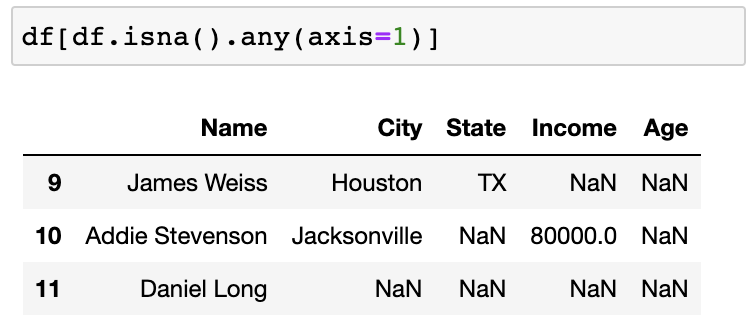 df[df.isna().any(axis=1)]
Name City State Income Age
9 James Weiss Houston TX NaN NaN
10 Addie Stevenson Jacksonville NaN 80000.0 NaN
11 Daniel Long NaN NaN NaN NaN